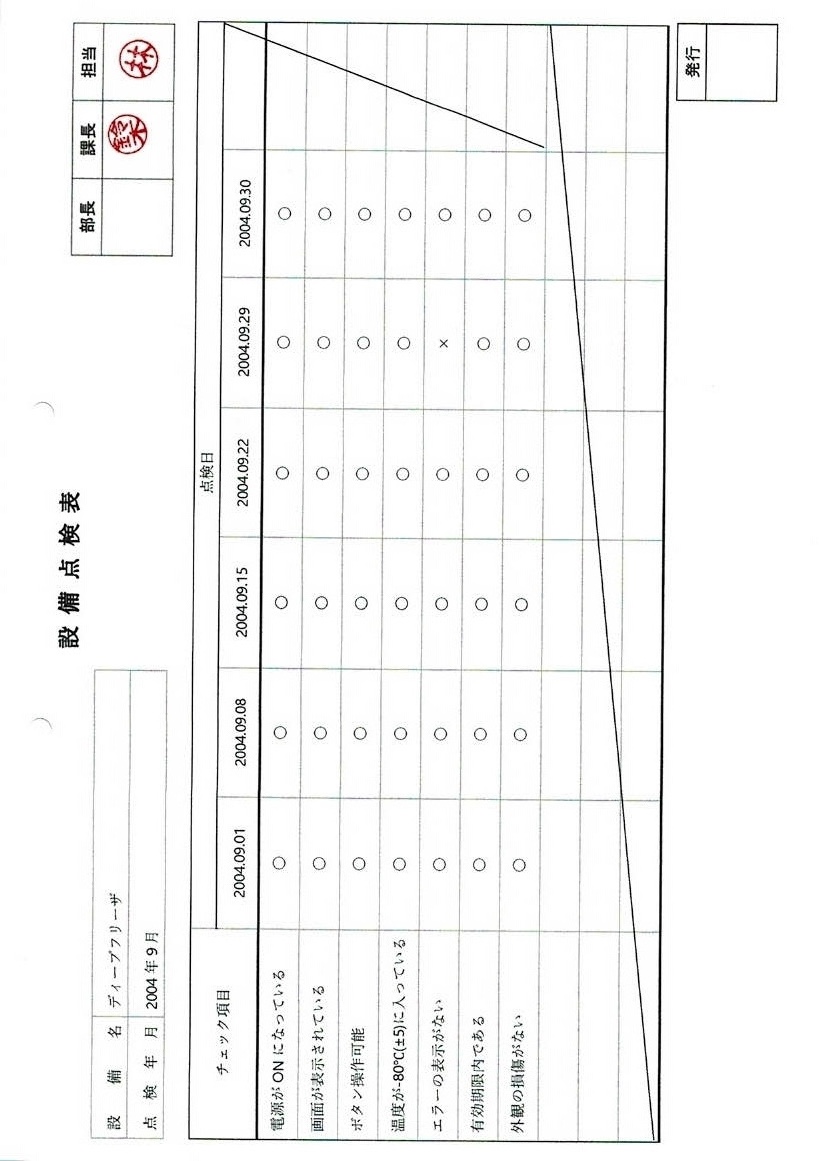 設備点検表
設備名 ディープフリーザ
点検年月 2004年9月
部長 課長 担当
鈴木 林
チェック項目 点検日
2004.09.01 2004.09.08 2004.09.15 2004.09.22 2004.09.29 2004.09.30
電源がONになっている ○ ○ ○ ○ ○ ○
画面が表示されている ○ ○ ○ ○ ○ ○
ボタン操作可能 ○ ○ ○ ○ ○ ○
温度が-80℃(±5)に入っている ○ ○ ○ ○ ○ ○
エラーの表示がない ○ ○ ○ ○ × ○
有効期限内である ○ ○ ○ ○ ○ ○
外観の損傷がない ○ ○ ○ ○ ○ ○
発行